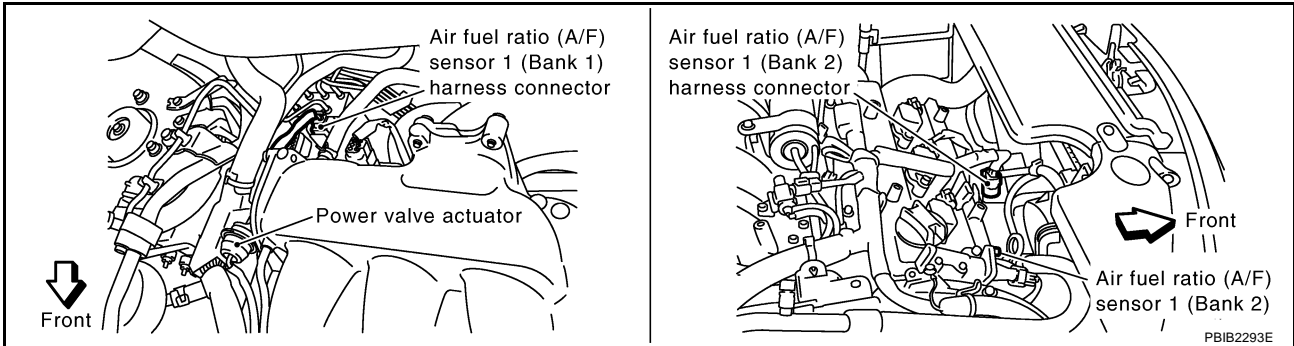 Air fuel ratio (A/F)
sensor 1 (Bank 1)
harness connector
Power valve actuator
Front
Air fuel ratio (A/F)
sensor 1 (Bank 2)
harness connector
Front
Air fuel ratio (A/F)
sensor 1 (Bank 2)
PBIB2293E